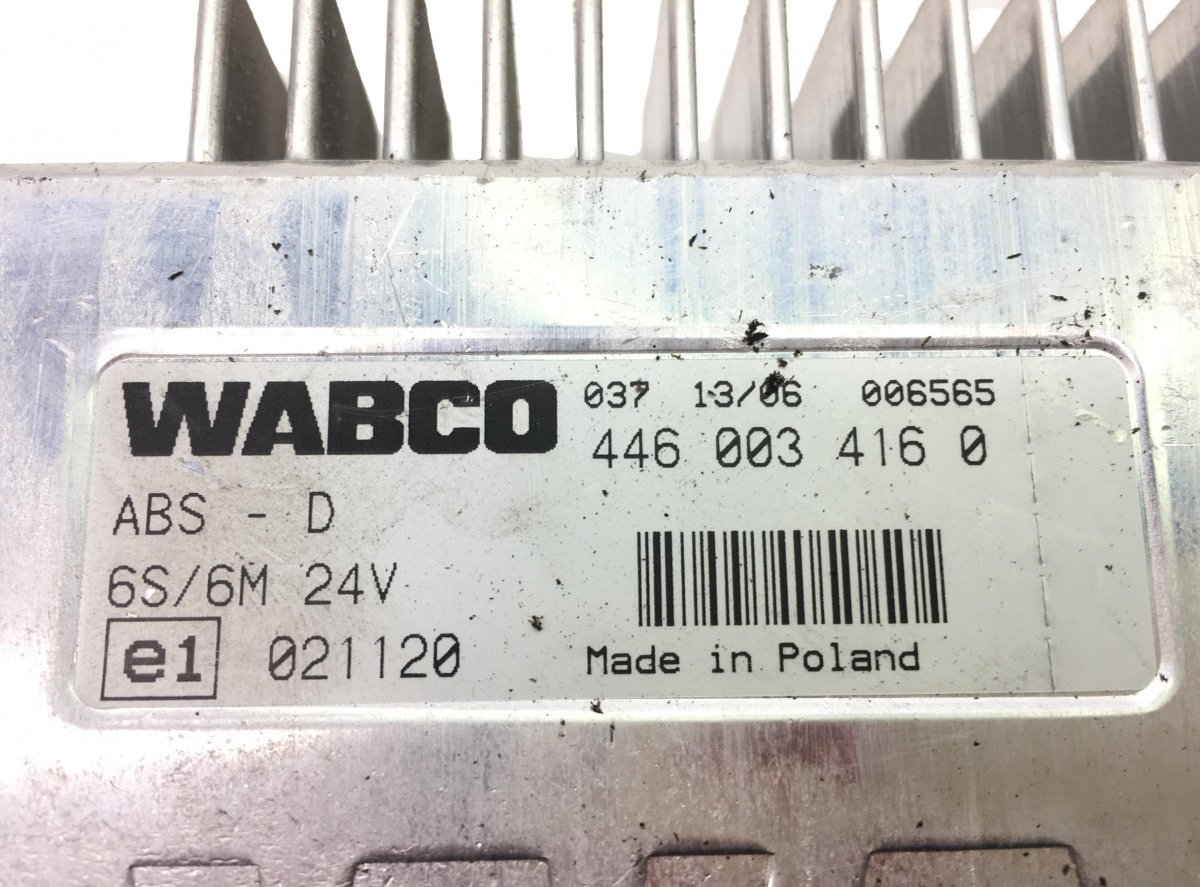 WABCO 037 13/06 006565
446 003 416 0
ABS - D
6S/6M 24V
e1 021120
Made in Poland